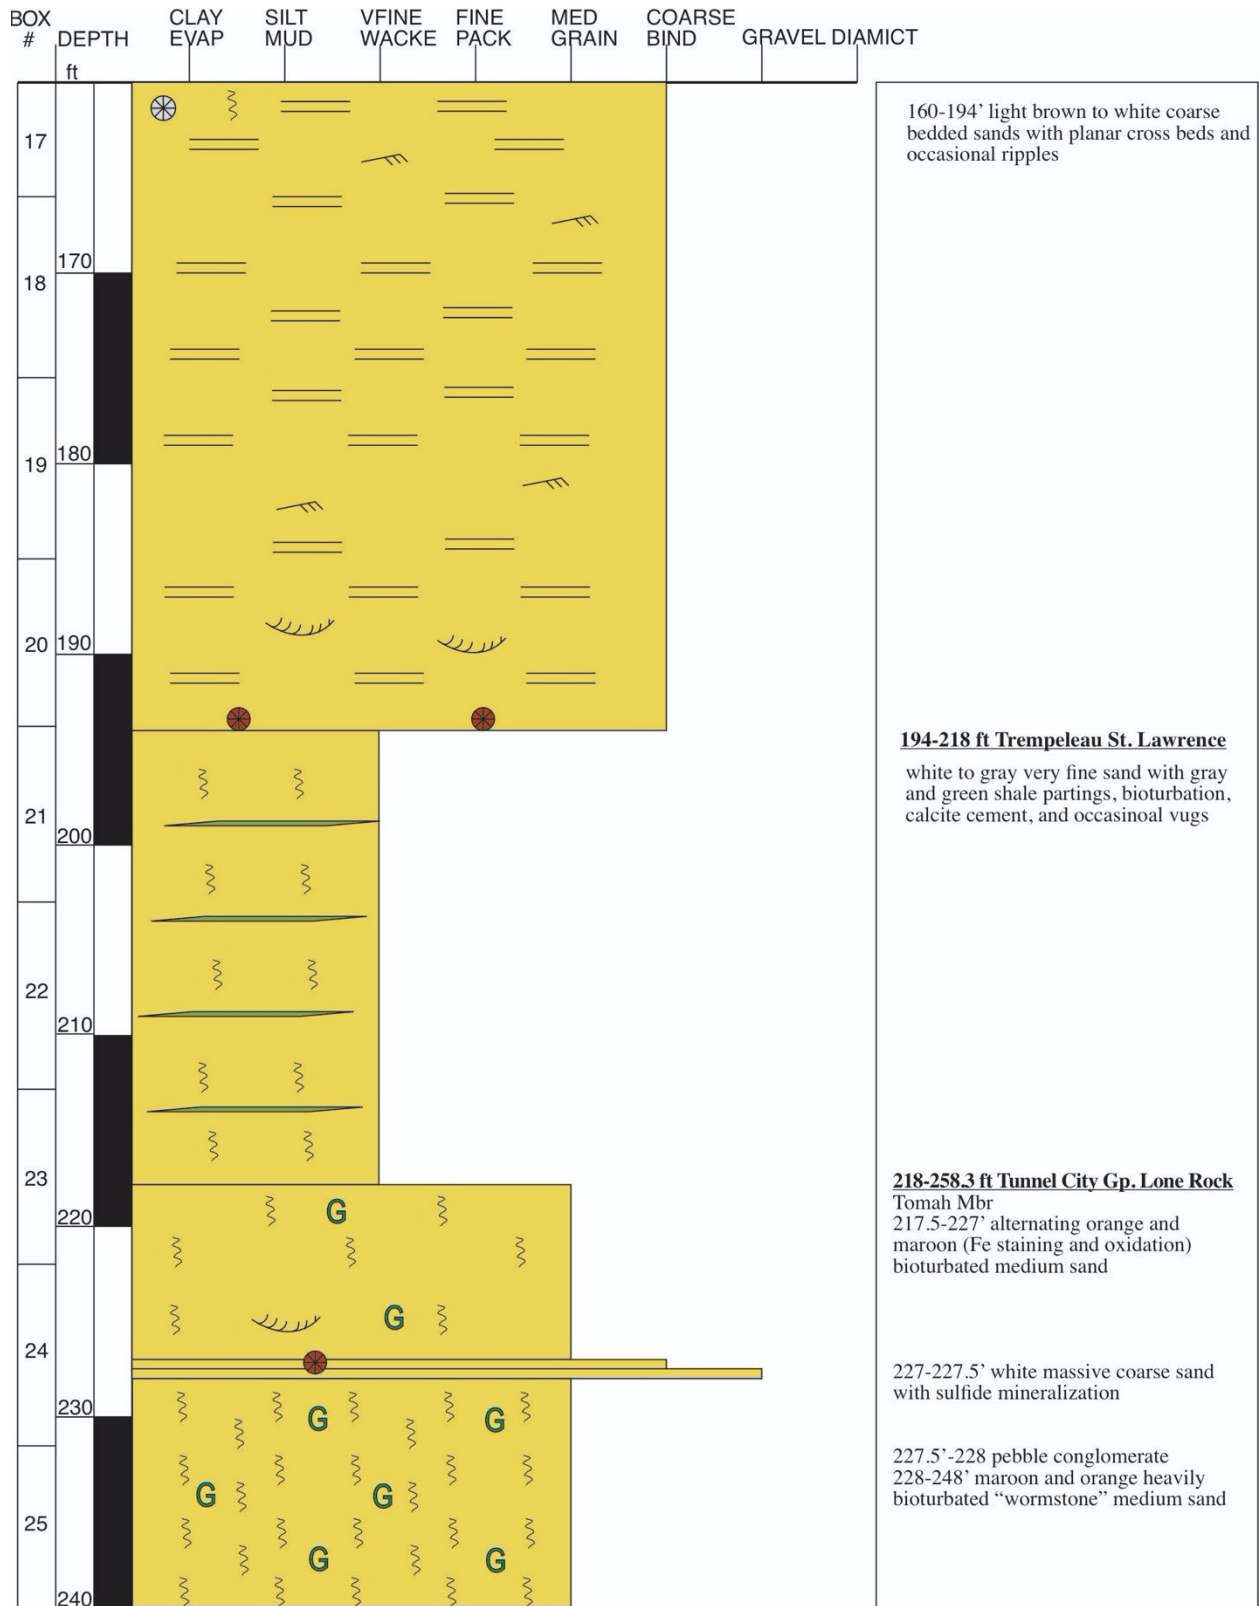 BOX # DEPTH CLAY EVAP SILT MUD VFINE WACKE FINE PACK MED GRAIN COARSE BIND GRAVEL DIAMICT
ft
160-194’ light brown to white coarse
bedded sands with planar cross beds and
occasional ripples
17
170
18
180
19
190
20
194-218 ft Trempeleau St. Lawrence
white to gray very fine sand with gray
and green shale partings, bioturbation,
calcite cement, and occasinoal vugs
21
200
22
210
23
218-258.3 ft Tunnel City Gp. Lone Rock
Tomah Mbr
217.5-227’ alternating orange and
maroon (Fe staining and oxidation)
bioturbated medium sand
G
220
G
24
227-227.5’ white massive coarse sand
with sulfide mineralization
230
G G
227.5’-228 pebble conglomerate
228-248’ maroon and orange heavily
bioturbated “wormstone” medium sand
G G
25
G G
240